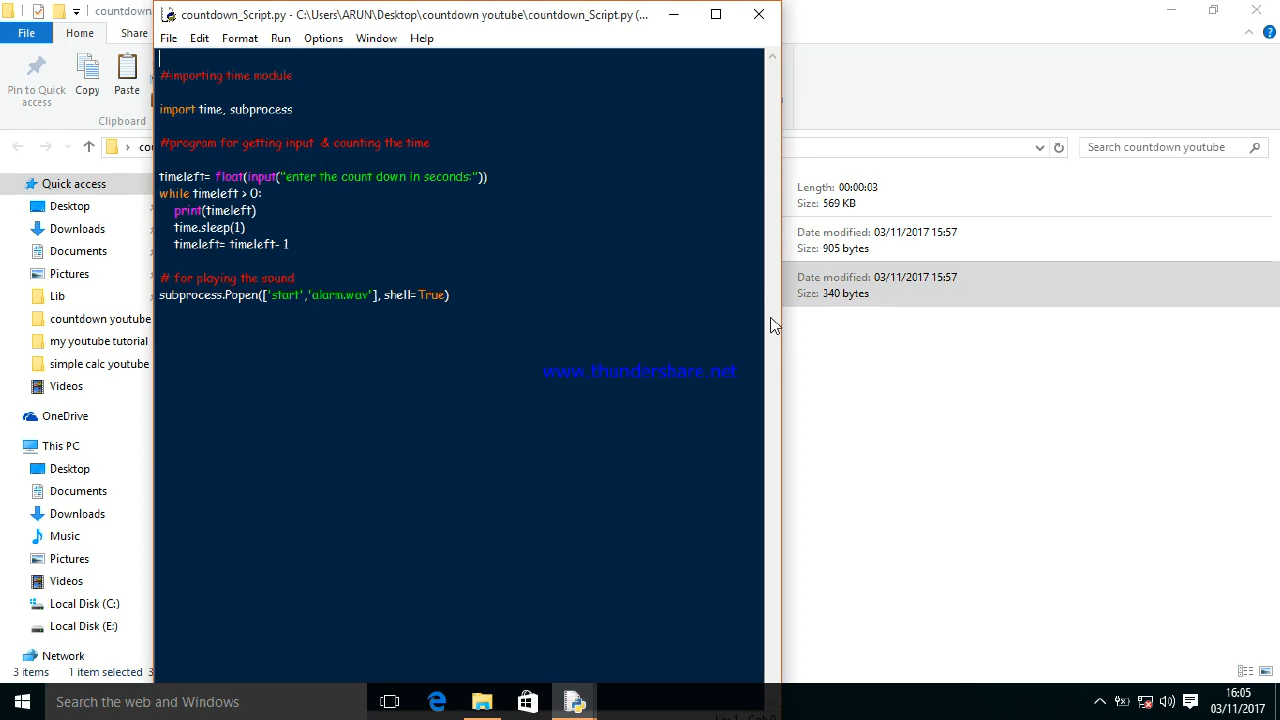 countdown
countdown_Script.py - C:\Users\ARUN\Desktop\countdown youtube\countdown_Script.py (...
File Home Share
File Edit Format Run Options Window Help
Pin to Quick access
Copy
Paste
Clipboard
#importing time module
import time, subprocess
#program for getting input & counting the time
timeleft= float(input("enter the count down in seconds:"))
while timeleft > 0:
print(timeleft)
time.sleep(1)
timeleft= timeleft- 1
# for playing the sound
subprocess.Popen(['start','alarm.wav'], shell=True)
www.thundershare.net
Search countdown youtube
Length: 00:00:03
Size: 569 KB
Date modified: 03/11/2017 15:57
Size: 905 bytes
Date modified: 03/11/2017 15:57
Size: 340 bytes
Quick access
Desktop
Downloads
Documents
Pictures
Lib
countdown youtube
my youtube tutorial
simple calc youtube
Videos
OneDrive
This PC
Desktop
Documents
Downloads
Music
Pictures
Videos
Local Disk (C:)
Local Disk (E:)
Network
3 items 1 item selected 3
Search the web and Windows
16:05
03/11/2017